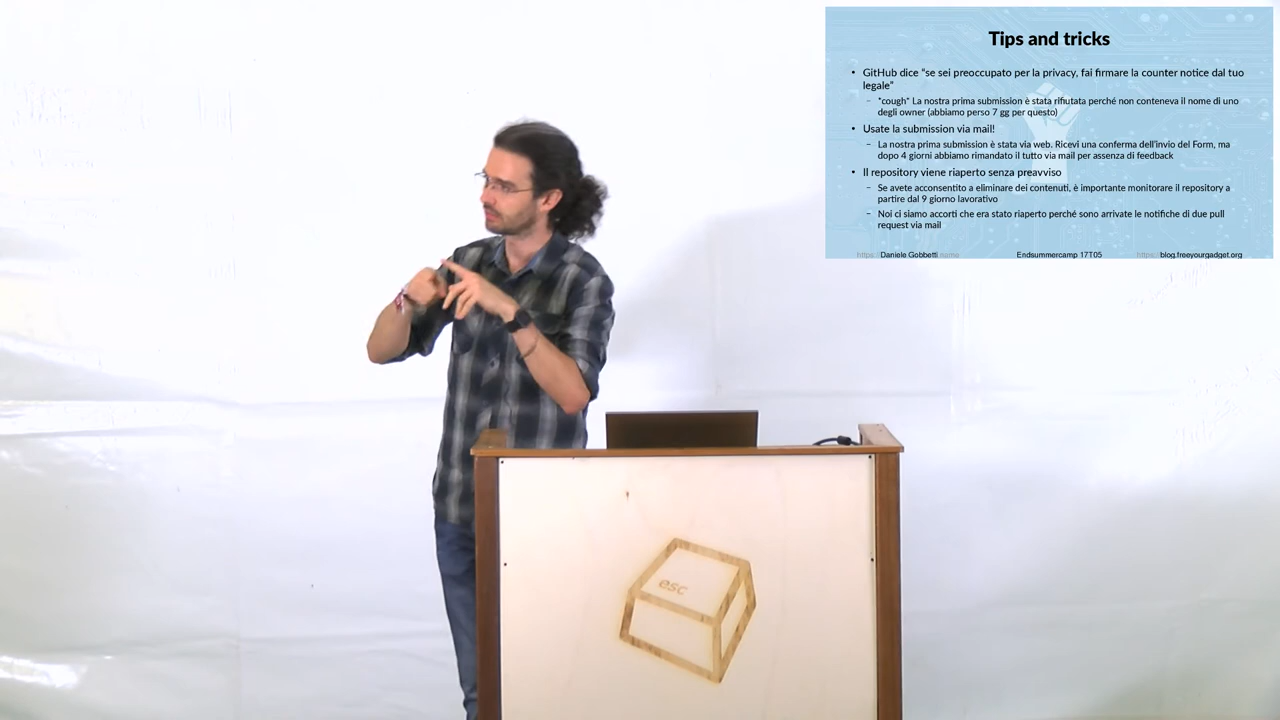 Tips and tricks
• GitHub dice "se sei preoccupato per la privacy, fai firmare la counter notice dal tuo
legale"
– *cough* La nostra prima submission è stata rifiutata perché non conteneva il nome di uno
degli owner (abbiamo perso 7 gg per questo)
• Usate la submission via mail!
– La nostra prima submission è stata via web. Ricevi una conferma dell'invio del Form, ma
dopo 4 giorni abbiamo rimandato il tutto via mail per assenza di feedback
• Il repository viene riaperto senza preavviso
– Se avete acconsentito a eliminare dei contenuti, è importante monitorare il repository a
partire dal 9 giorno lavorativo
– Noi ci siamo accorti che era stato riaperto perché sono arrivate le notifiche di due pull
request via mail
https:/ Daniele Gobbetti name Endsummercamp 17T05 https: blog.freeyourgadget.org
esc